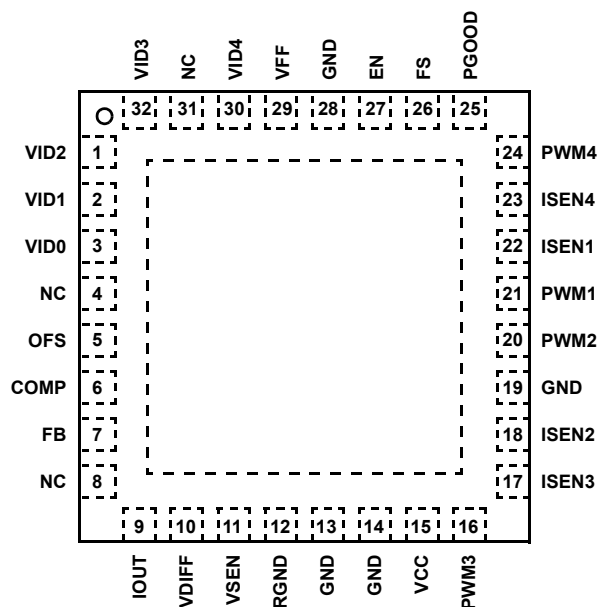 VID3 NC VID4 VFF GND EN FS PGOOD
32 31 30 29 28 27 26 25
VID2 1 24 PWM4
VID1 2 23 ISEN4
VID0 3 22 ISEN1
NC 4 21 PWM1
OFS 5 20 PWM2
COMP 6 19 GND
FB 7 18 ISEN2
NC 8 17 ISEN3
9 10 11 12 13 14 15 16
IOUT VDIFF VSEN RGND GND GND VCC PWM3